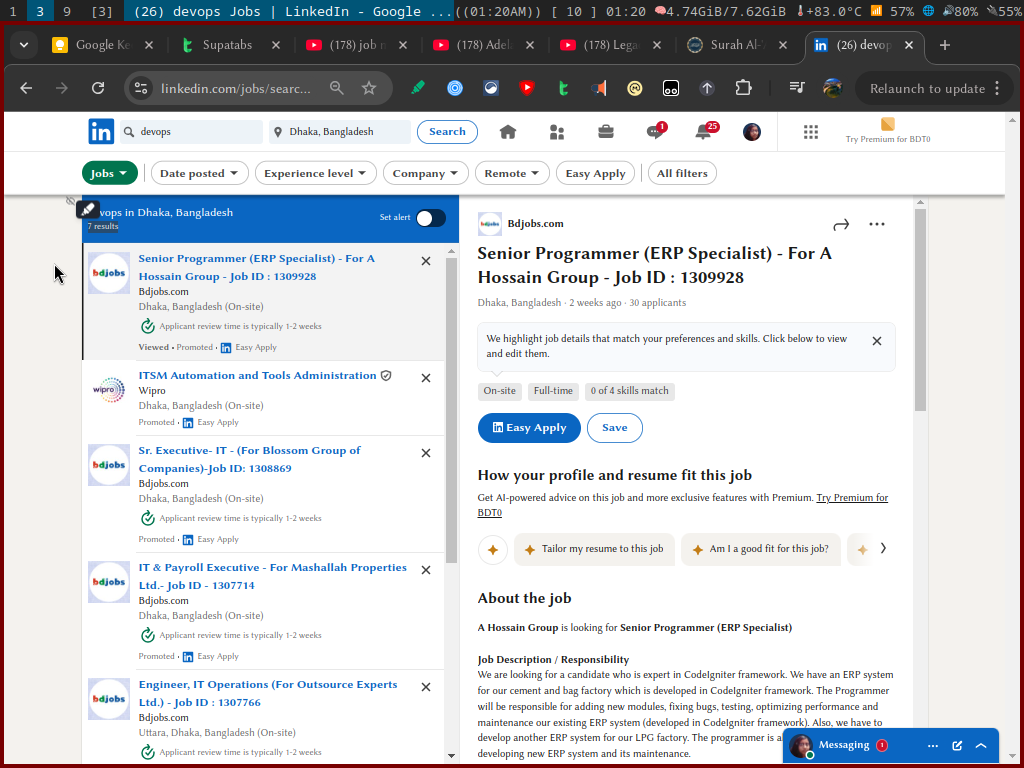 1 3 9 [3] (26) devops Jobs | LinkedIn - Google ...((01:20AM)) [ 10 ] 01:20 4.74GiB/7.62GiB +83.0°C 57% 80% 55%
Google Ke Supatabs (178) job (178) Adel (178) Lega Surah Al- (26) devop
linkedin.com/jobs/searc... Relaunch to update
in devops Dhaka, Bangladesh Search 1 25 Try Premium for BDT0
Jobs Date posted Experience level Company Remote Easy Apply All filters
in Dhaka, Bangladesh
7 results
Set alert
bdjobs
Senior Programmer (ERP Specialist) - For A
Hossain Group - Job ID : 1309928
Bdjobs.com
Dhaka, Bangladesh (On-site)
Applicant review time is typically 1-2 weeks
Viewed · Promoted · in Easy Apply
wipro
ITSM Automation and Tools Administration
Wipro
Dhaka, Bangladesh (On-site)
Promoted · in Easy Apply
bdjobs
Sr. Executive- IT - (For Blossom Group of
Companies)-Job ID: 1308869
Bdjobs.com
Dhaka, Bangladesh (On-site)
Applicant review time is typically 1-2 weeks
Promoted · in Easy Apply
bdjobs
IT & Payroll Executive - For Mashallah Properties
Ltd.- Job ID - 1307714
Bdjobs.com
Dhaka, Bangladesh (On-site)
Applicant review time is typically 1-2 weeks
Promoted · in Easy Apply
bdjobs
Engineer, IT Operations (For Outsource Experts
Ltd.) - Job ID : 1307766
Bdjobs.com
Uttara, Dhaka, Bangladesh (On-site)
Applicant review time is typically 1-2 weeks
bdjobs Bdjobs.com
Senior Programmer (ERP Specialist) - For A
Hossain Group - Job ID : 1309928
Dhaka, Bangladesh · 2 weeks ago · 30 applicants
We highlight job details that match your preferences and skills. Click below to view
and edit them.
On-site Full-time 0 of 4 skills match
in Easy Apply Save
How your profile and resume fit this job
Get AI-powered advice on this job and more exclusive features with Premium. Try Premium for
BDT0
Tailor my resume to this job Am I a good fit for this job?
About the job
A Hossain Group is looking for Senior Programmer (ERP Specialist)
Job Description / Responsibility
We are looking for a candidate who is expert in CodeIgniter framework. We have an ERP system
for our cement and bag factory which is developed in CodeIgniter framework. The Programmer
will be responsible for adding new modules, fixing bugs, testing, optimizing performance and
maintenance our existing ERP system (developed in CodeIgniter framework). Also, we have to
develop another ERP system for our LPG factory. The programmer is a
developing new ERP system and its maintenance.
Messaging 1